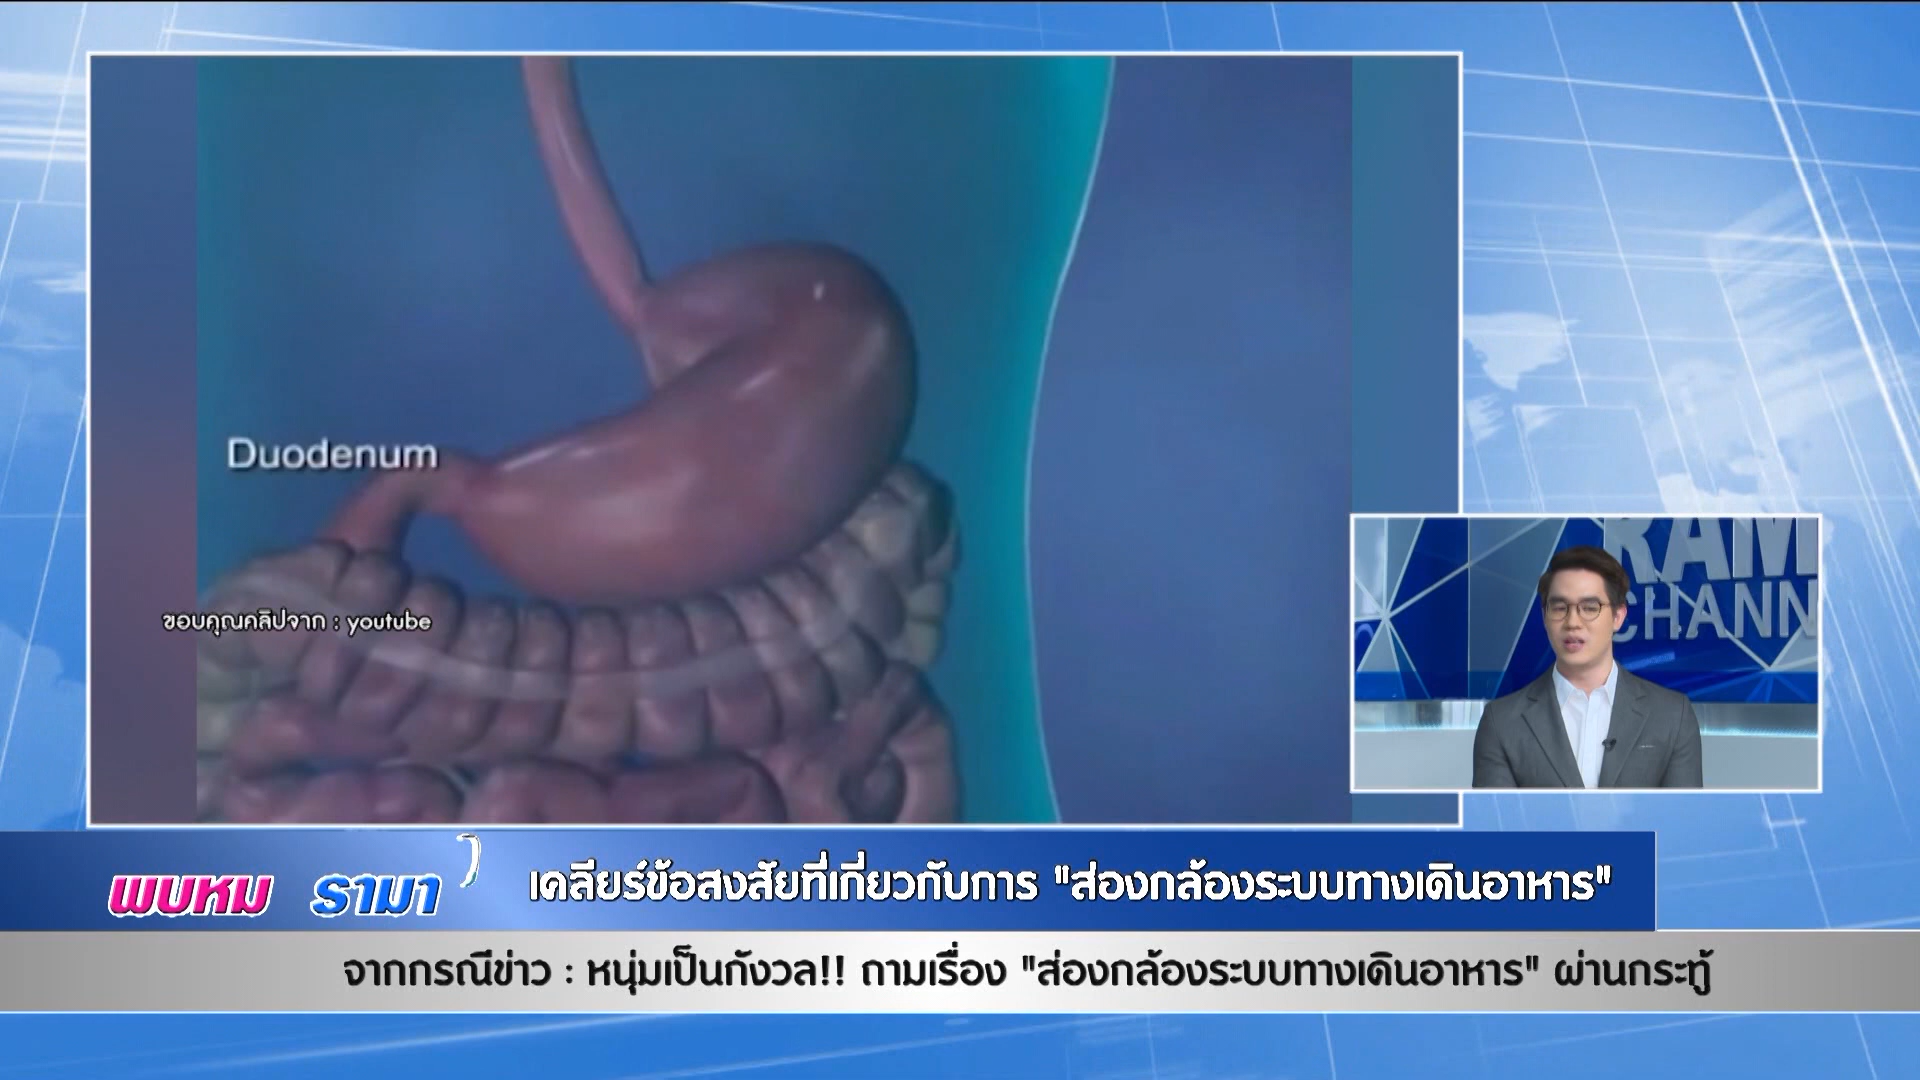 Duodenum
ขอบคุณคลิปจาก : youtube
RAM
CHANN
พบหมอ รามาฯ
เคลียร์ข้อสงสัยที่เกี่ยวกับการ "ส่องกล้องระบบทางเดินอาหาร"
จากกรณีข่าว : หนุ่มเป็นกังวล!! ถามเรื่อง "ส่องกล้องระบบทางเดินอาหาร" ผ่านกระทู้